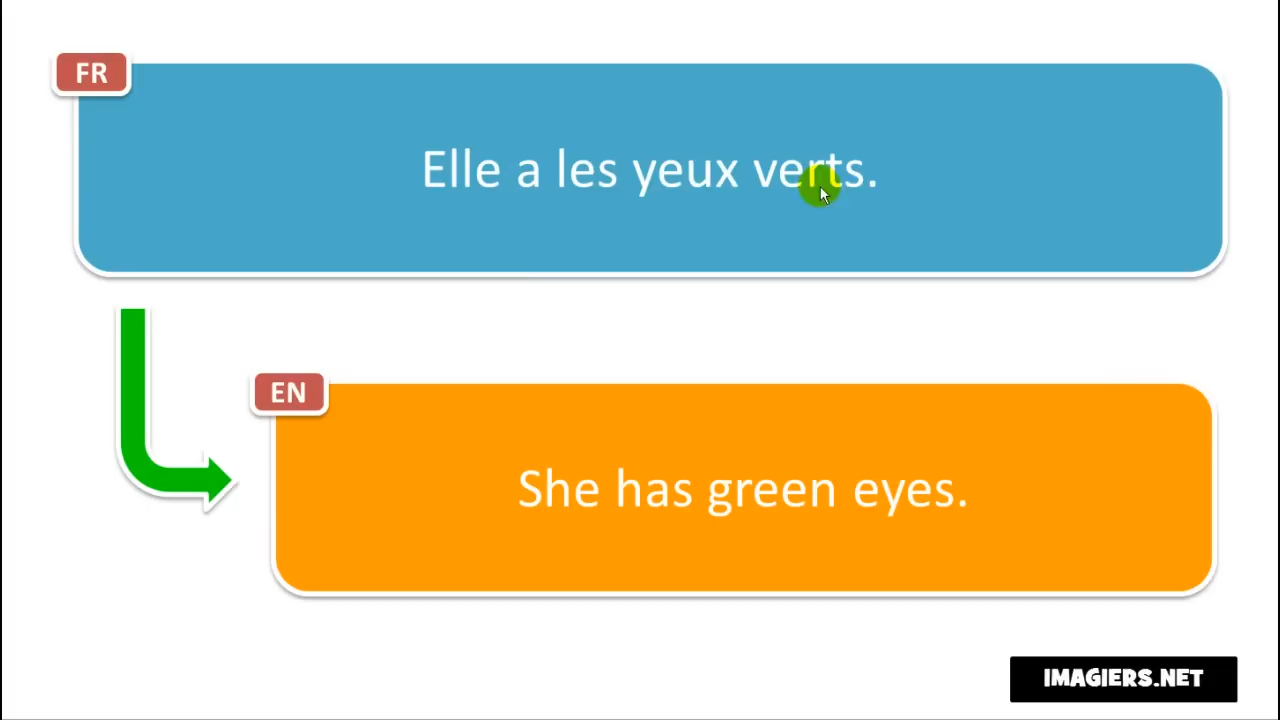 FR
Elle a les yeux verts.
EN
She has green eyes.
IMAGIERS.NET